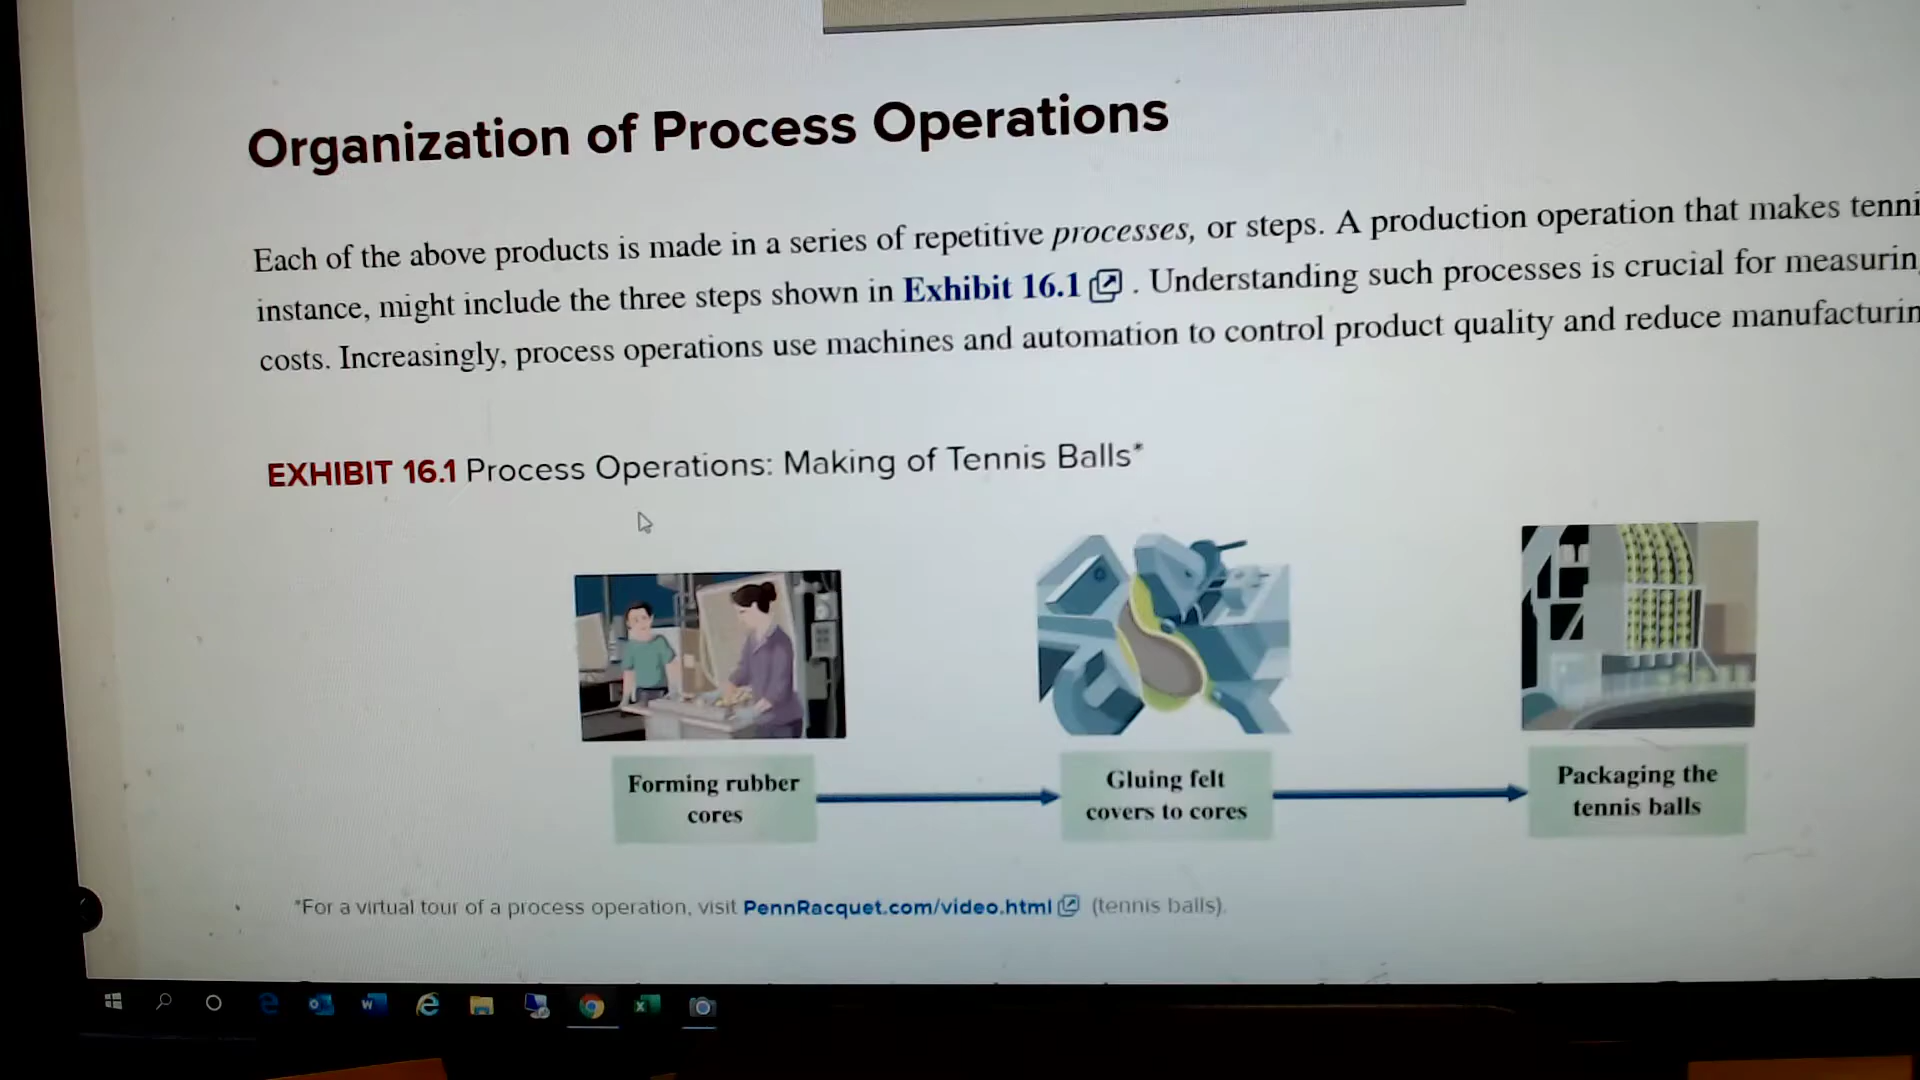 Organization of Process Operations
Each of the above products is made in a series of repetitive processes, or steps. A production operation that makes
instance, might include the three steps shown in Exhibit 16.1 . Understanding such processes is crucial for
costs. Increasingly, process operations use machines and automation to control product quality and reduce
EXHIBIT 16.1 Process Operations: Making of Tennis Balls*
Forming rubber
cores
Gluing felt
covers to cores
Packaging the
tennis balls
*For a virtual tour of a process operation, visit PennRacquet.com/video.html (tennis balls).